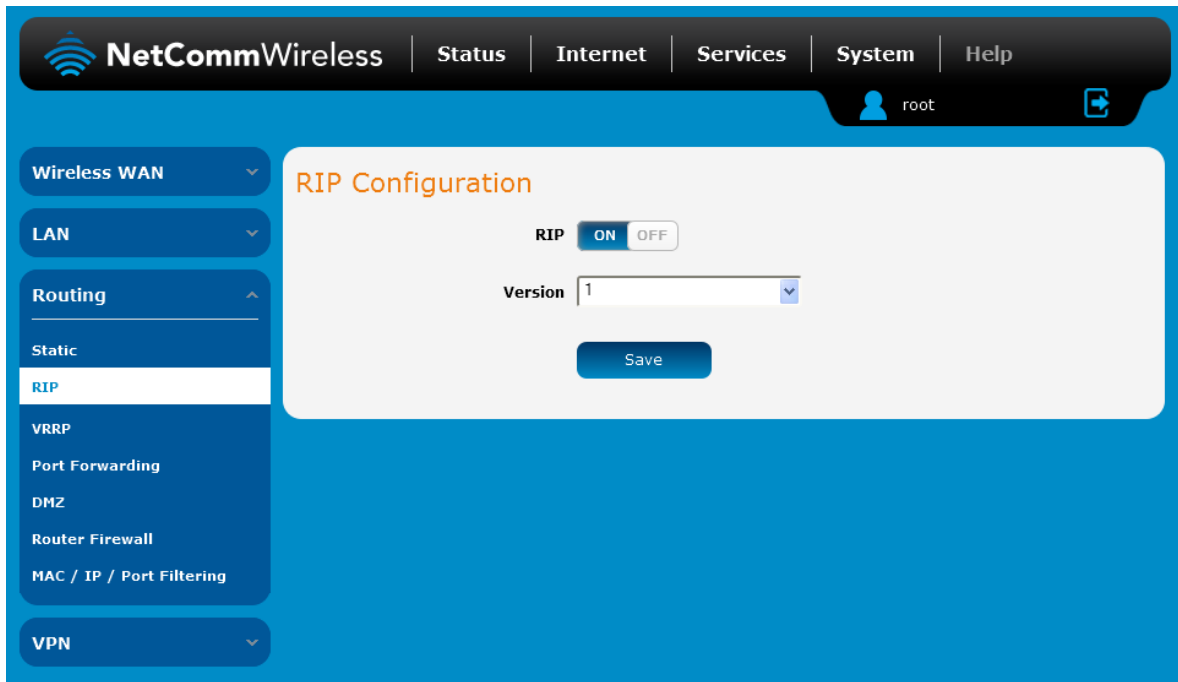 NetCommWireless Status Internet Services System Help
root
Wireless WAN
LAN
Routing
Static
RIP
VRRP
Port Forwarding
DMZ
Router Firewall
MAC / IP / Port Filtering
VPN
RIP Configuration
RIP ON OFF
Version 1
Save